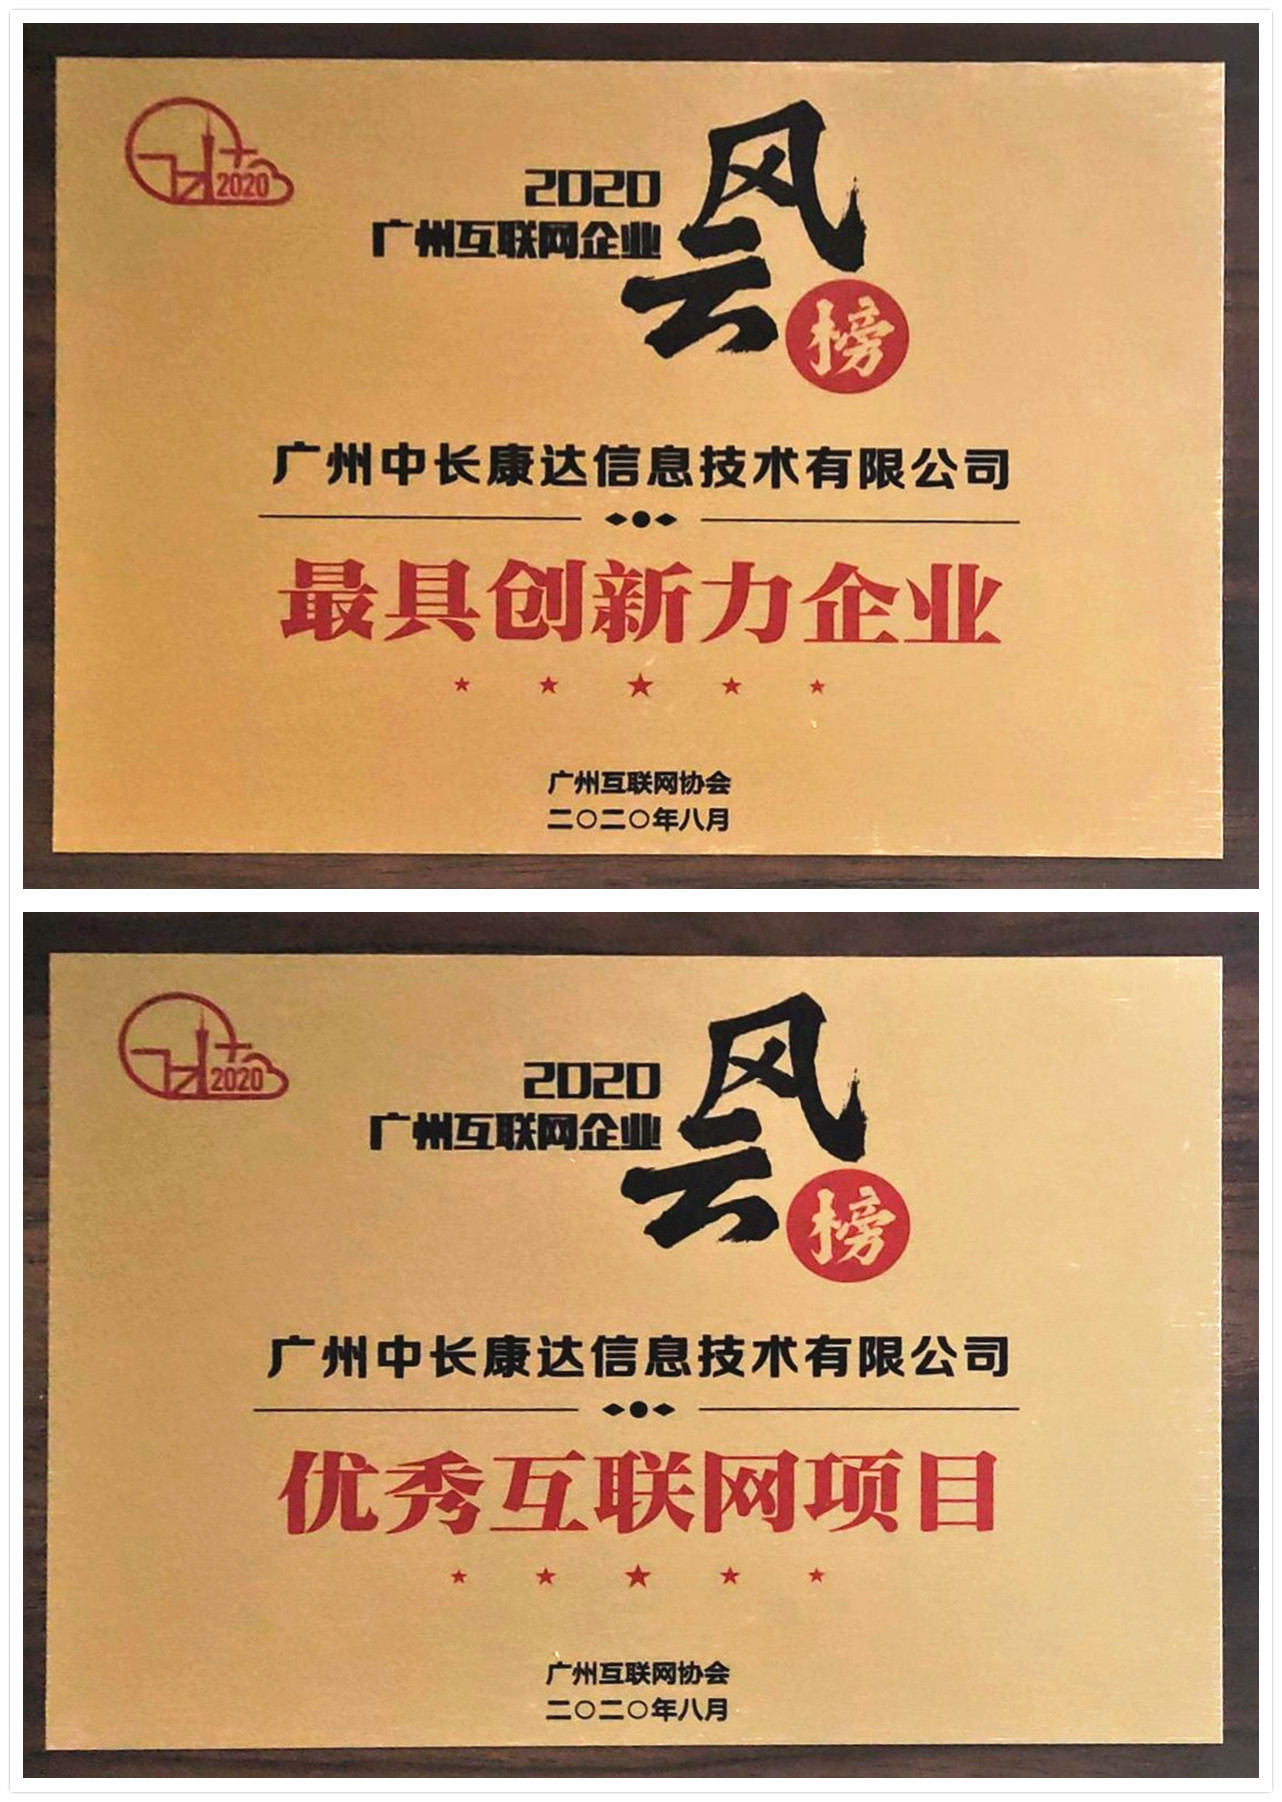 2020
2020
广州互联网企业
风云榜
广州中长康达信息技术有限公司
最具创新力企业
广州互联网协会
二〇二〇年八月
2020
2020
广州互联网企业
风云榜
广州中长康达信息技术有限公司
优秀互联网项目
广州互联网协会
二〇二〇年八月